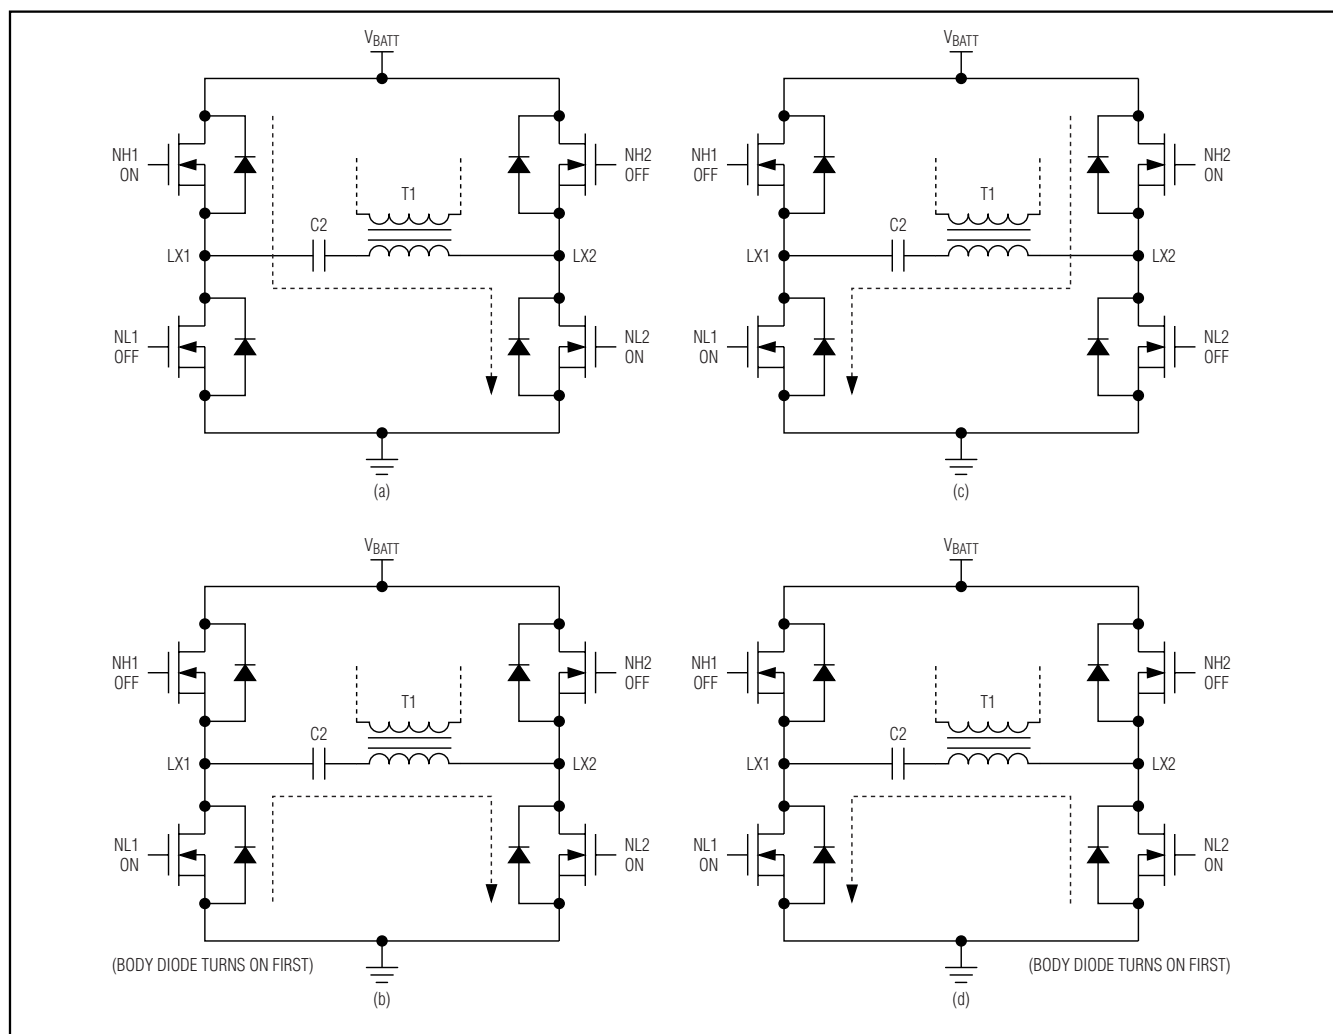 VBATT
NH1
ON
NH2
OFF
T1
C2
LX1
LX2
NL1
OFF
NL2
ON
(a)
VBATT
NH1
OFF
NH2
ON
T1
C2
LX1
LX2
NL1
ON
NL2
OFF
(c)
VBATT
NH1
OFF
NH2
OFF
T1
C2
LX1
LX2
NL1
ON
NL2
ON
(BODY DIODE TURNS ON FIRST)
(b)
VBATT
NH1
OFF
NH2
OFF
T1
C2
LX1
LX2
NL1
ON
NL2
ON
(BODY DIODE TURNS ON FIRST)
(d)